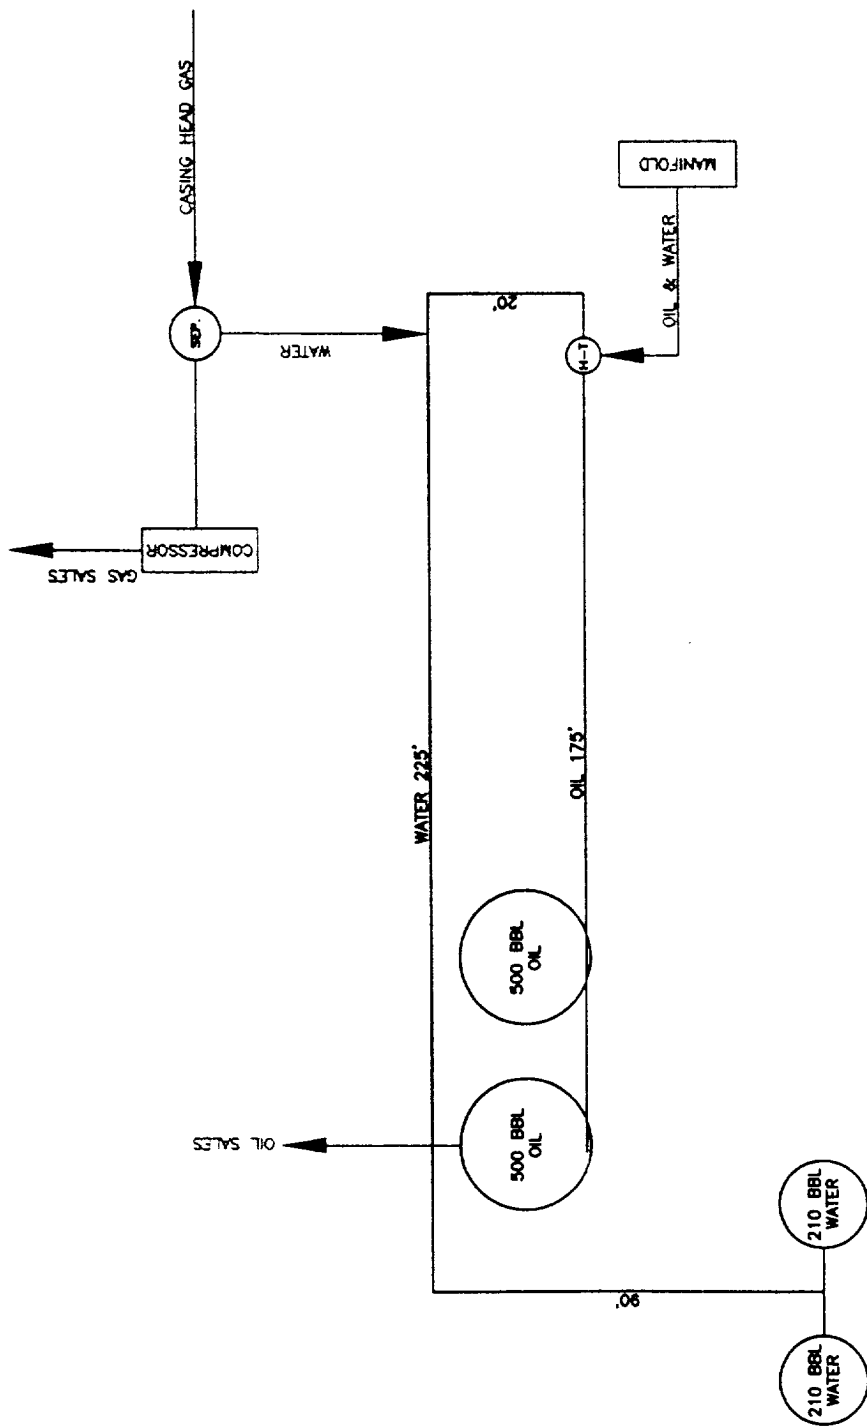 CASING HEAD GAS
SEP.
WATER
COMPRESSOR
GAS SALES
MANIFOLD
OIL & WATER
H-T
20'
WATER 225'
OIL 175'
500 BBL
OIL
500 BBL
OIL
OIL SALES
90'
210 BBL
WATER
210 BBL
WATER